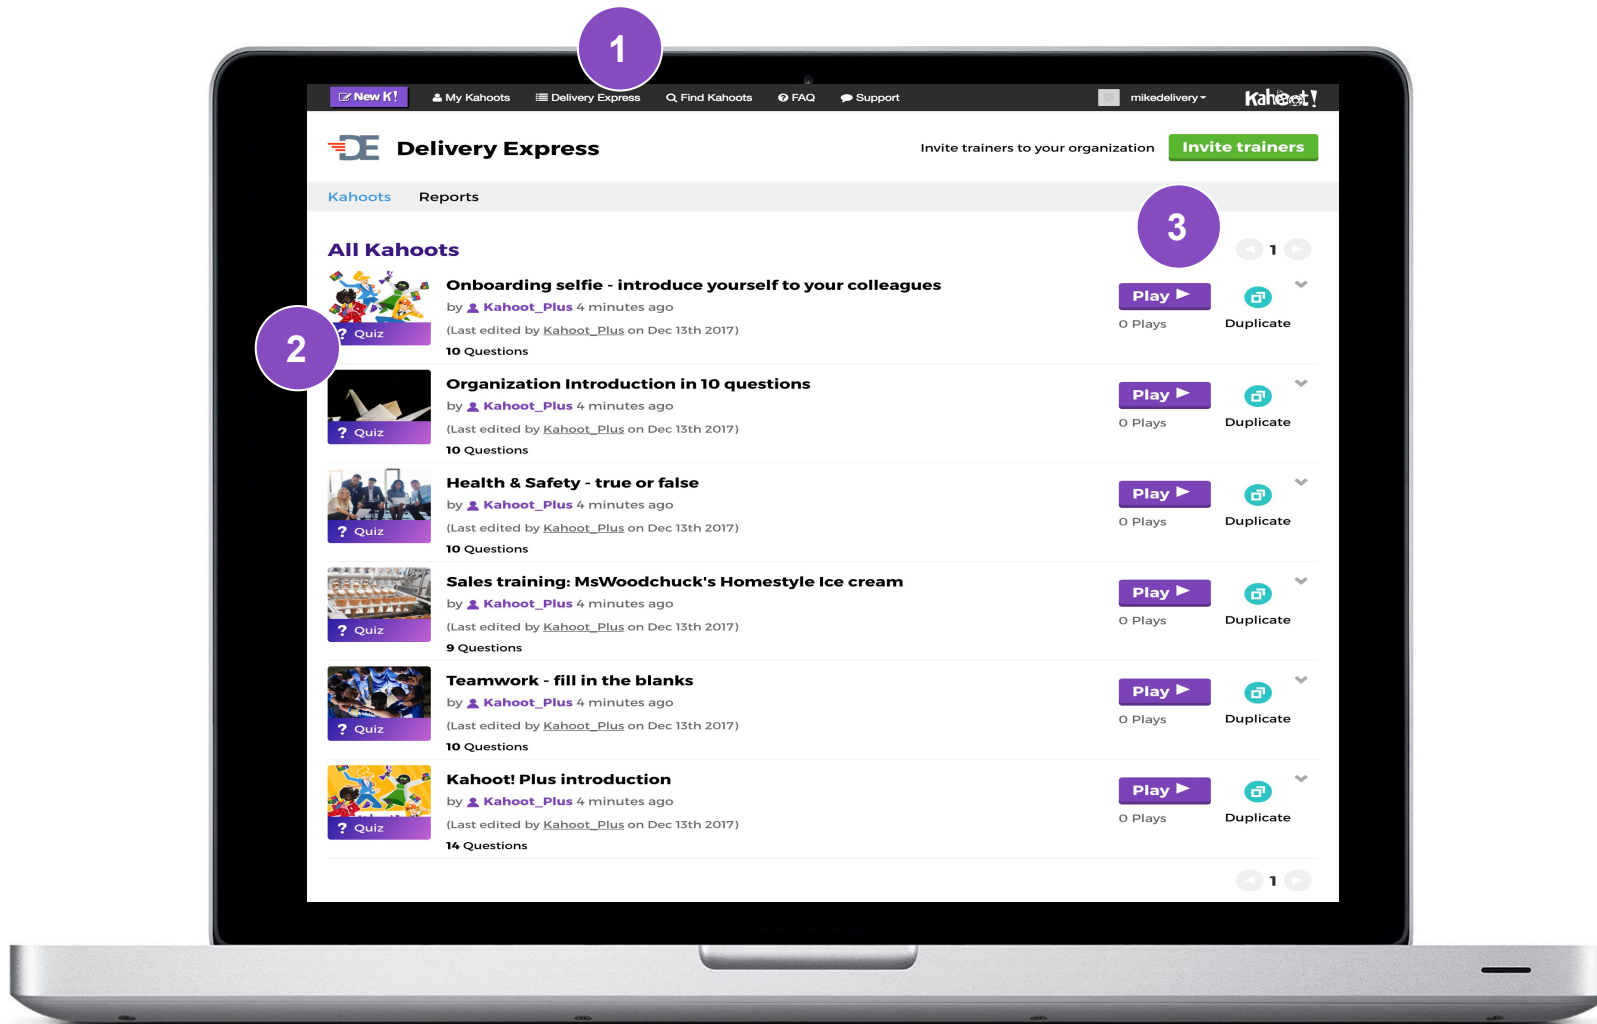 1
New K!
My Kahoots
Delivery Express
Find Kahoots
FAQ
Support
mikedelivery
Kahoot!
DE
Delivery Express
Invite trainers to your organization
Invite trainers
Kahoots
Reports
3
All Kahoots
1
Onboarding selfie - introduce yourself to your colleagues
by Kahoot_Plus 4 minutes ago
(Last edited by Kahoot_Plus on Dec 13th 2017)
10 Questions
? Quiz
Play
0 Plays
Duplicate
2
Organization Introduction in 10 questions
by Kahoot_Plus 4 minutes ago
(Last edited by Kahoot_Plus on Dec 13th 2017)
10 Questions
? Quiz
Play
0 Plays
Duplicate
Health & Safety - true or false
by Kahoot_Plus 4 minutes ago
(Last edited by Kahoot_Plus on Dec 13th 2017)
10 Questions
? Quiz
Play
0 Plays
Duplicate
Sales training: MsWoodchuck's Homestyle Ice cream
by Kahoot_Plus 4 minutes ago
(Last edited by Kahoot_Plus on Dec 13th 2017)
9 Questions
? Quiz
Play
0 Plays
Duplicate
Teamwork - fill in the blanks
by Kahoot_Plus 4 minutes ago
(Last edited by Kahoot_Plus on Dec 13th 2017)
10 Questions
? Quiz
Play
0 Plays
Duplicate
Kahoot! Plus introduction
by Kahoot_Plus 4 minutes ago
(Last edited by Kahoot_Plus on Dec 13th 2017)
14 Questions
? Quiz
Play
0 Plays
Duplicate
1